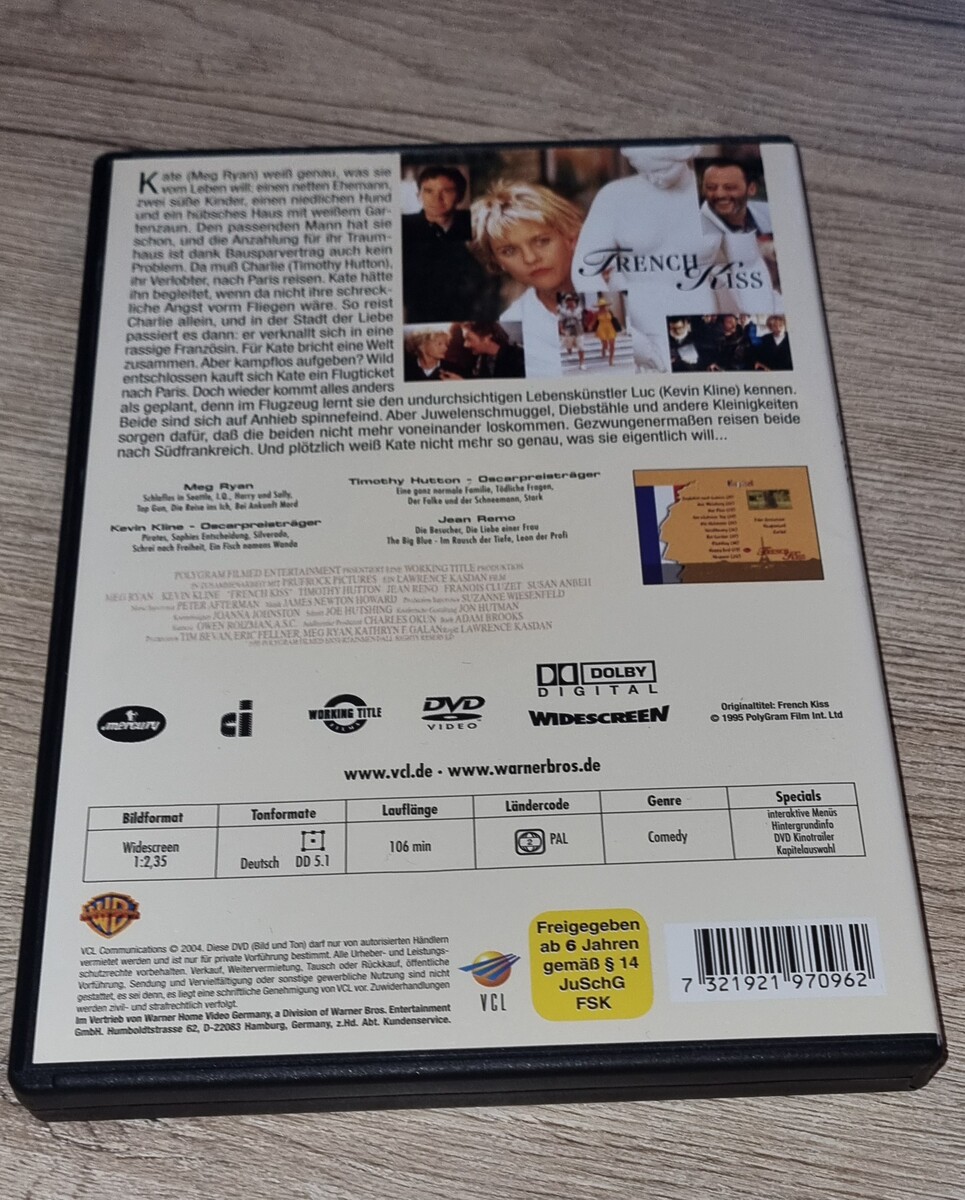 Kate (Meg Ryan) weiß genau, was sie
vom Leben will: einen netten Ehemann,
zwei süße Kinder, einen niedlichen Hund
und ein hübsches Haus mit weißem Gar-
tenzaun. Den passenden Mann hat sie
schon, und die Anzahlung für ihr Traum-
haus ist dank Bausparvertrag auch kein
Problem. Da muß Charlie (Timothy Hutton),
ihr Verlobter, nach Paris reisen. Kate hätte
ihn begleitet, wenn da nicht ihre schreck-
liche Angst vorm Fliegen wäre. So reist
Charlie allein, und in der Stadt der Liebe
passiert es dann: er verknallt sich in eine
rassige Französin. Für Kate bricht eine Welt
zusammen. Aber kampflos aufgeben? Wild
entschlossen kauft sich Kate ein Flugticket
nach Paris. Doch wieder kommt alles anders
als geplant, denn im Flugzeug lernt sie den undurchsichtigen Lebenskünstler Luc (Kevin Kline) kennen.
Beide sind sich auf Anhieb spinnefeind. Aber Juwelenschmuggel, Diebstähle und andere Kleinigkeiten
sorgen dafür, daß die beiden nicht mehr voneinander loskommen. Gezwungenermaßen reisen beide
nach Südfrankreich. Und plötzlich weiß Kate nicht mehr so genau, was sie eigentlich will...
FRENCH
KISS
Meg Ryan
Schlaflos in Seattle, I.Q., Harry und Sally,
Top Gun, Die Reise ins Ich, Bei Ankunft Mord
Kevin Kline - Oscarpreisträger
Pirates, Sophies Entscheidung, Silverado,
Schrei nach Freiheit, Ein Fisch namens Wanda
Timothy Hutton - Oscarpreisträger
Eine ganz normale Familie, Tödliche Fragen,
Der Falke und der Schneemann, Stark
Jean Remo
Die Besucher, Die Liebe einer Frau
The Big Blue - Im Rausch der Tiefe, Leon der Profi
POLYGRAM FILMED ENTERTAINMENT PRÄSENTIERT EINE WORKING TITLE PRODUKTION
IN ZUSAMMENARBEIT MIT PRUFROCK PICTURES EIN LAWRENCE KASDAN FILM
MEG RYAN KEVIN KLINE "FRENCH KISS" TIMOTHY HUTTON JEAN RENO FRANCOIS CLUZET SUSAN ANBEH
PETER AFTERMAN JAMES NEWTON HOWARD SUZANNE WIESENFELD
JOANNA JOHNSTON JOE HUTSHING JON HUTMAN
OWEN ROIZMAN, A.S.C. CHARLES OKUN ADAM BROOKS
TIM BEVAN, ERIC FELLNER, MEG RYAN, KATHRYN F. GALAN LAWRENCE KASDAN
mercury
WORKING TITLE
FILMS
DVD
VIDEO
DOLBY
DIGITAL
WIDESCREEN
Originaltitel: French Kiss
© 1995 PolyGram Film Int. Ltd
www.vcl.de · www.warnerbros.de
Bildformat Tonformate Lauflänge Ländercode Genre Specials
Widescreen
1:2,35
Deutsch DD 5.1
106 min
2 PAL
Comedy
interaktive Menüs
Hintergrundinfo
DVD Kinotrailer
Kapitelauswahl
WB
VCL Communications © 2004. Diese DVD (Bild und Ton) darf nur von autorisierten Händlern
vermietet werden und ist nur für private Vorführung bestimmt. Alle Urheber- und Leistungs-
schutzrechte vorbehalten. Verkauf, Weitervermietung, Tausch oder Rückkauf, öffentliche
Vorführung, Sendung und Vervielfältigung oder sonstige gewerbliche Nutzung sind nicht
gestattet, es sei denn, es liegt eine schriftliche Genehmigung von VCL vor. Zuwiderhandlungen
werden zivil- und strafrechtlich verfolgt.
Im Vertrieb von Warner Home Video Germany, a Division of Warner Bros. Entertainment
GmbH. Humboldtstrasse 62, D-22083 Hamburg, Germany, z.Hd. Abt. Kundenservice.
VCL
Freigegeben
ab 6 Jahren
gemäß § 14
JuSchG
FSK
7 321921 970962